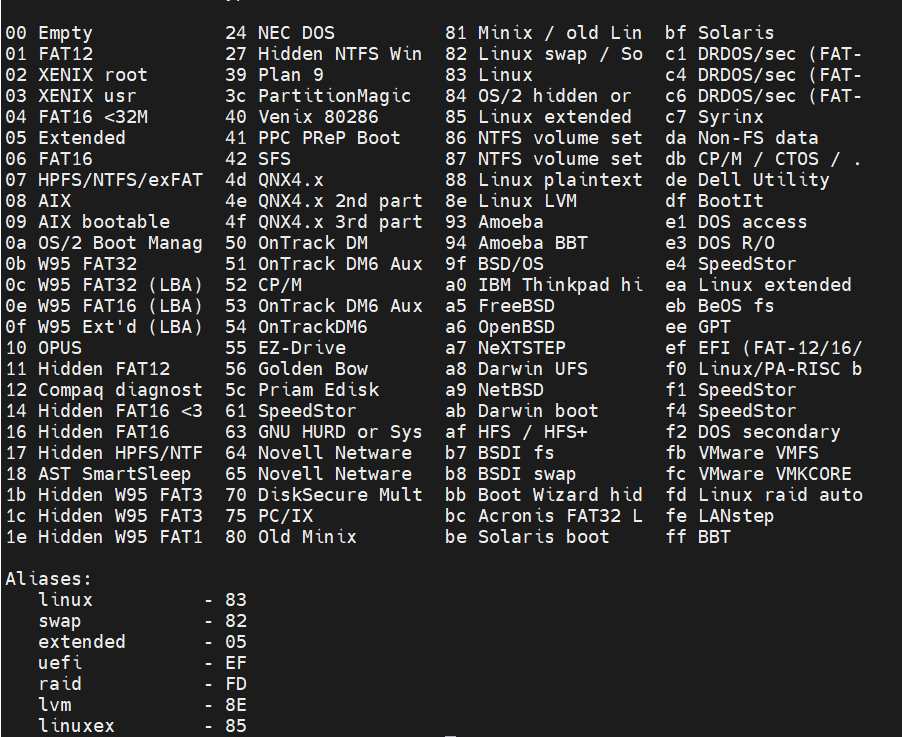 00 Empty 24 NEC DOS 81 Minix / old Lin bf Solaris
01 FAT12 27 Hidden NTFS Win 82 Linux swap / So c1 DRDOS/sec (FAT-
02 XENIX root 39 Plan 9 83 Linux c4 DRDOS/sec (FAT-
03 XENIX usr 3c PartitionMagic 84 OS/2 hidden or c6 DRDOS/sec (FAT-
04 FAT16 <32M 40 Venix 80286 85 Linux extended c7 Syrinx
05 Extended 41 PPC PReP Boot 86 NTFS volume set da Non-FS data
06 FAT16 42 SFS 87 NTFS volume set db CP/M / CTOS / .
07 HPFS/NTFS/exFAT 4d QNX4.x 88 Linux plaintext de Dell Utility
08 AIX 4e QNX4.x 2nd part 8e Linux LVM df BootIt
09 AIX bootable 4f QNX4.x 3rd part 93 Amoeba e1 DOS access
0a OS/2 Boot Manag 50 OnTrack DM 94 Amoeba BBT e3 DOS R/O
0b W95 FAT32 51 OnTrack DM6 Aux 9f BSD/OS e4 SpeedStor
0c W95 FAT32 (LBA) 52 CP/M a0 IBM Thinkpad hi ea Linux extended
0e W95 FAT16 (LBA) 53 OnTrack DM6 Aux a5 FreeBSD eb BeOS fs
0f W95 Ext'd (LBA) 54 OnTrackDM6 a6 OpenBSD ee GPT
10 OPUS 55 EZ-Drive a7 NeXTSTEP ef EFI (FAT-12/16/
11 Hidden FAT12 56 Golden Bow a8 Darwin UFS f0 Linux/PA-RISC b
12 Compaq diagnost 5c Priam Edisk a9 NetBSD f1 SpeedStor
14 Hidden FAT16 <3 61 SpeedStor ab Darwin boot f4 SpeedStor
16 Hidden FAT16 63 GNU HURD or Sys af HFS / HFS+ f2 DOS secondary
17 Hidden HPFS/NTF 64 Novell Netware b7 BSDI fs fb VMware VMFS
18 AST SmartSleep 65 Novell Netware b8 BSDI swap fc VMware VMKCORE
1b Hidden W95 FAT3 70 DiskSecure Mult bb Boot Wizard hid fd Linux raid auto
1c Hidden W95 FAT3 75 PC/IX bc Acronis FAT32 L fe LANstep
1e Hidden W95 FAT1 80 Old Minix be Solaris boot ff BBT
Aliases:
linux - 83
swap - 82
extended - 05
uefi - EF
raid - FD
lvm - 8E
linuxex - 85